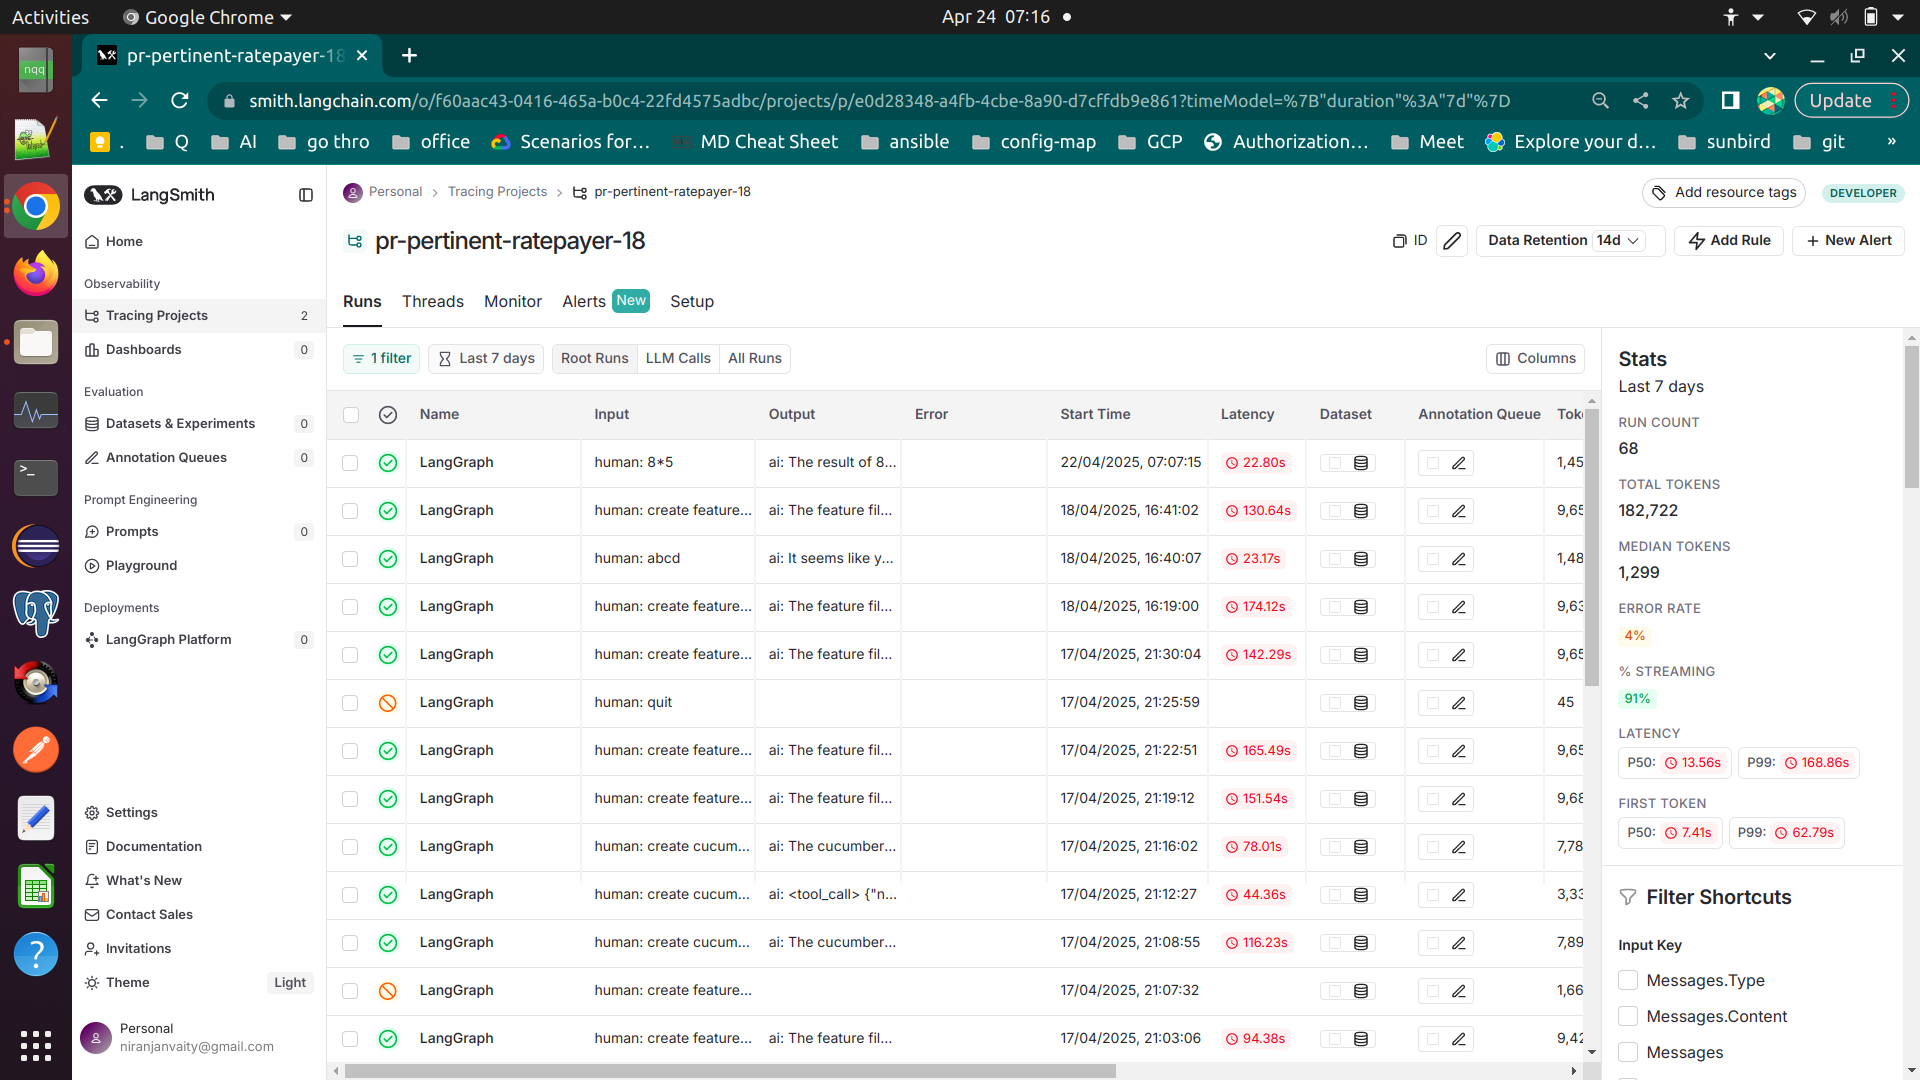 Activities
Google Chrome
Apr 24 07:16
pr-pertinent-ratepayer-18
smith.langchain.com/o/f60aac43-0416-465a-b0c4-22fd4575adbc/projects/p/e0d28348-a4fb-4cbe-8a90-d7cffdb9e861?timeModel=%7B"duration"%3A"7d"%7D
Update
. Q AI go thro office Scenarios for... MD Cheat Sheet ansible config-map GCP Authorization... Meet Explore your d... sunbird git »
nqq
LangSmith
Home
Observability
Tracing Projects 2
Dashboards 0
Evaluation
Datasets & Experiments 0
Annotation Queues 0
Prompt Engineering
Prompts 0
Playground
Deployments
LangGraph Platform 0
Settings
Documentation
What's New
Contact Sales
Invitations
Theme Light
Personal
niranjanvaity@gmail.com
Personal > Tracing Projects > pr-pertinent-ratepayer-18
Add resource tags DEVELOPER
pr-pertinent-ratepayer-18
ID Data Retention 14d Add Rule + New Alert
Runs Threads Monitor Alerts New Setup
1 filter Last 7 days Root Runs LLM Calls All Runs Columns
Name Input Output Error Start Time Latency Dataset Annotation Queue Tok
LangGraph human: 8*5 ai: The result of 8... 22/04/2025, 07:07:15 22.80s 1,45
LangGraph human: create feature... ai: The feature fil... 18/04/2025, 16:41:02 130.64s 9,65
LangGraph human: abcd ai: It seems like y... 18/04/2025, 16:40:07 23.17s 1,48
LangGraph human: create feature... ai: The feature fil... 18/04/2025, 16:19:00 174.12s 9,63
LangGraph human: create feature... ai: The feature fil... 17/04/2025, 21:30:04 142.29s 9,65
LangGraph human: quit 17/04/2025, 21:25:59 45
LangGraph human: create feature... ai: The feature fil... 17/04/2025, 21:22:51 165.49s 9,65
LangGraph human: create feature... ai: The feature fil... 17/04/2025, 21:19:12 151.54s 9,68
LangGraph human: create cucum... ai: The cucumber... 17/04/2025, 21:16:02 78.01s 7,78
LangGraph human: create cucum... ai: <tool_call> {"n... 17/04/2025, 21:12:27 44.36s 3,33
LangGraph human: create cucum... ai: The cucumber... 17/04/2025, 21:08:55 116.23s 7,89
LangGraph human: create feature... 17/04/2025, 21:07:32 1,66
LangGraph human: create feature... ai: The feature fil... 17/04/2025, 21:03:06 94.38s 9,42
Stats
Last 7 days
RUN COUNT
68
TOTAL TOKENS
182,722
MEDIAN TOKENS
1,299
ERROR RATE
4%
% STREAMING
91%
LATENCY
P50: 13.56s P99: 168.86s
FIRST TOKEN
P50: 7.41s P99: 62.79s
Filter Shortcuts
Input Key
Messages.Type
Messages.Content
Messages